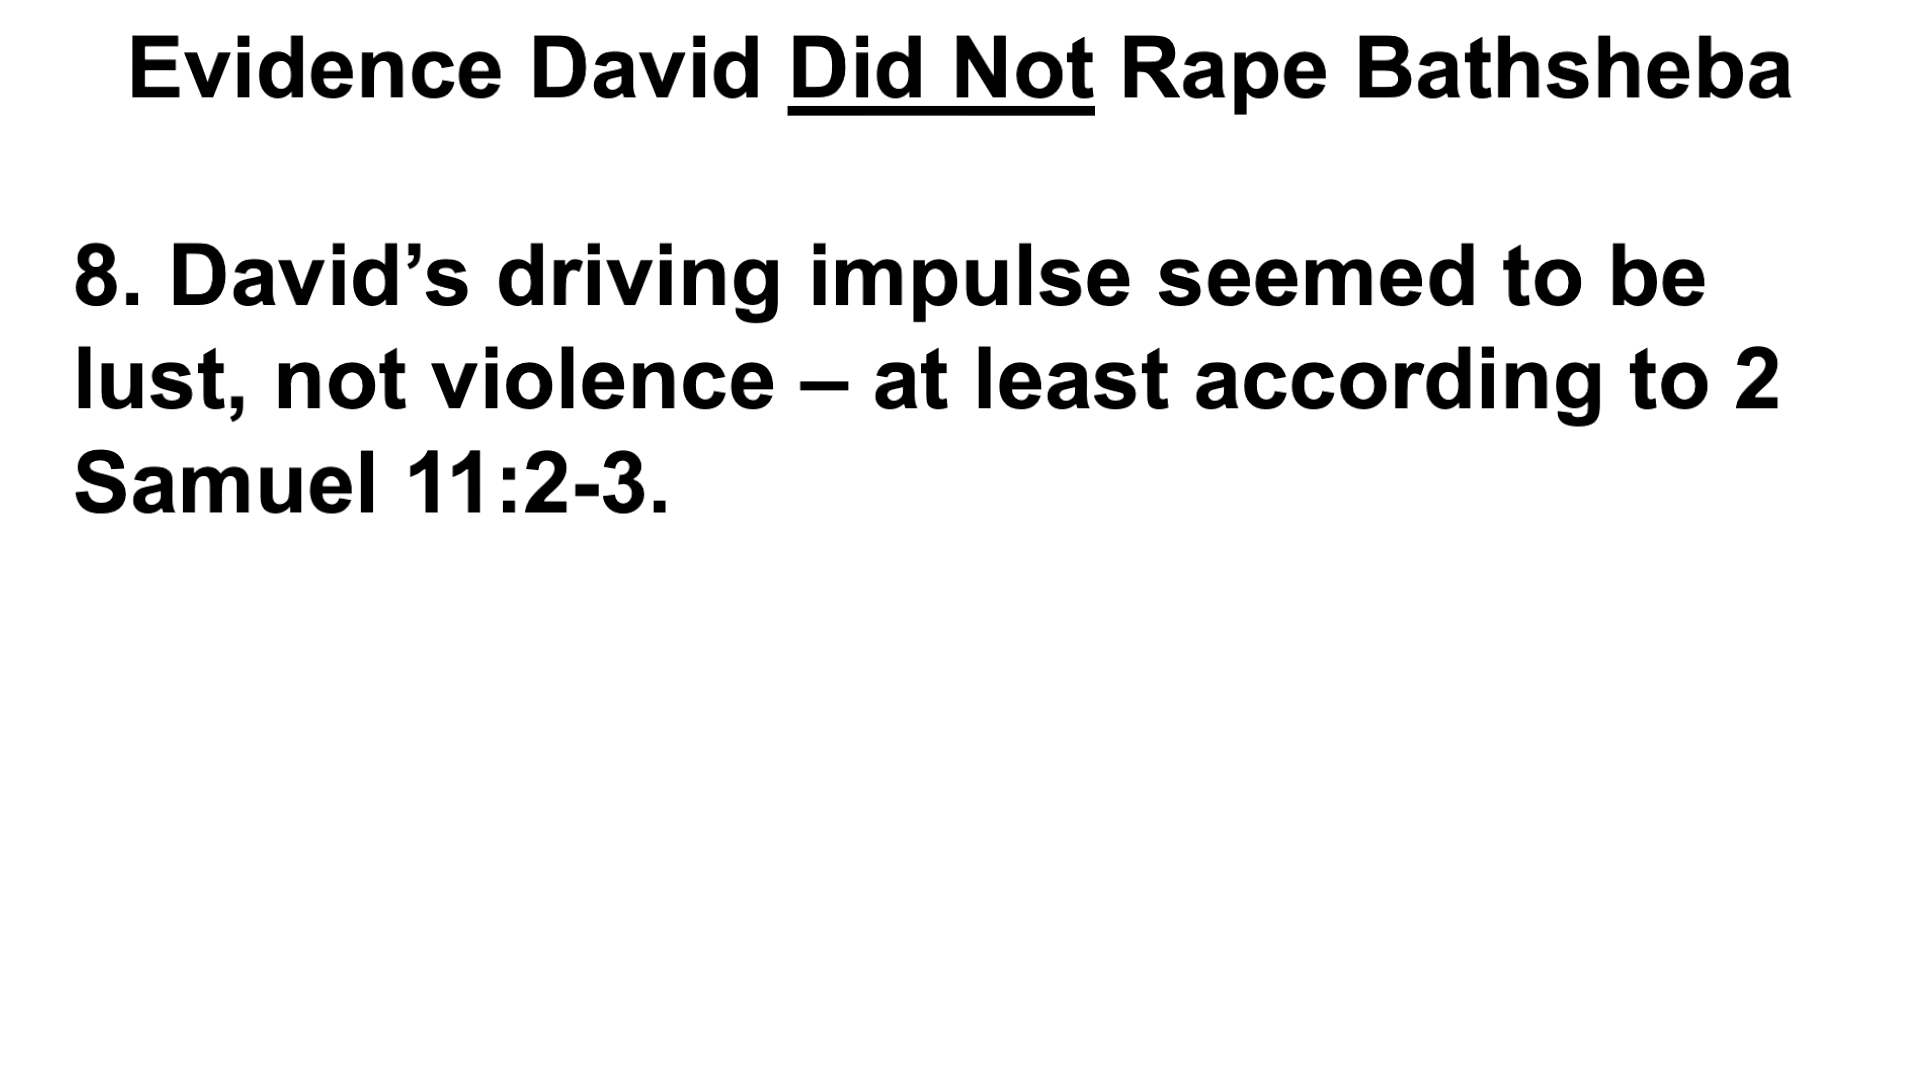 Evidence David Did Not Rape Bathsheba
8. David’s driving impulse seemed to be
lust, not violence – at least according to 2
Samuel 11:2-3.